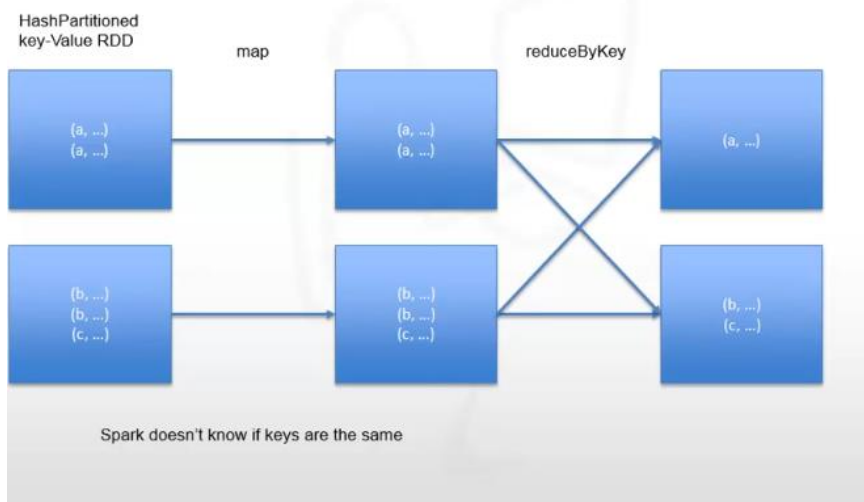 HashPartitioned
key-Value RDD
map
reduceByKey
(a, ...)
(a, ...)
(a, ...)
(a, ...)
(a, ...)
(b, ...)
(b, ...)
(c, ...)
(b, ...)
(b, ...)
(c, ...)
(b, ...)
(c, ...)
Spark doesn't know if keys are the same